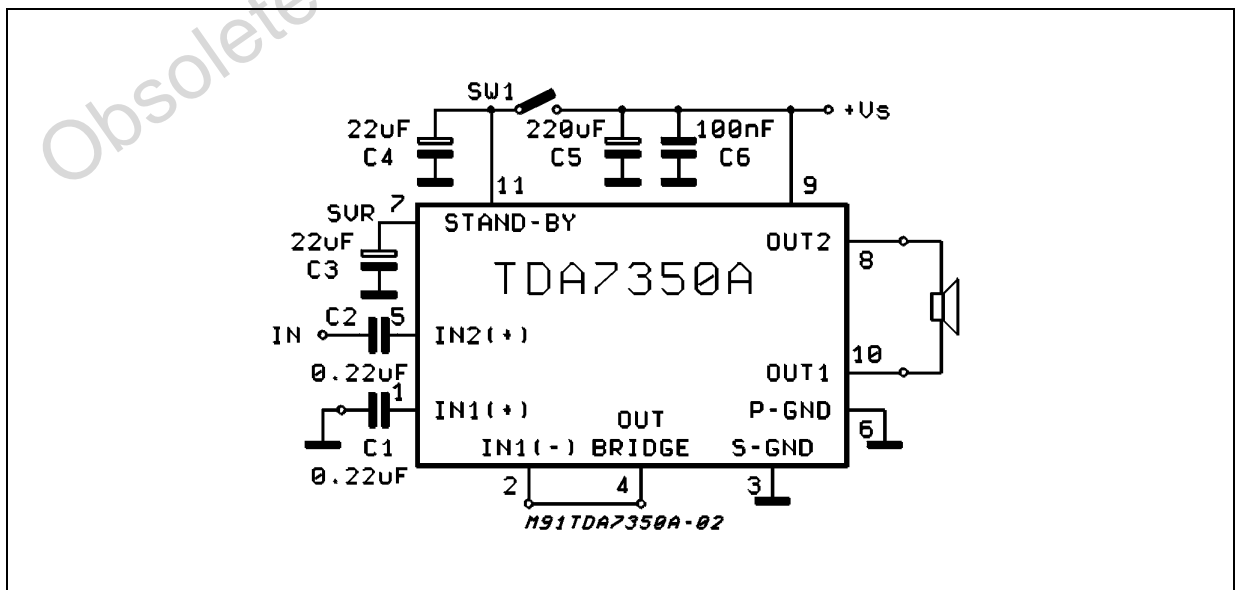 Obsolete
SW1
+Vs
22uF
C4
220uF
C5
100nF
C6
11
9
SVR
7
STAND-BY
22uF
C3
OUT2
8
TDA7350A
IN
C2
5
IN2(+)
0.22uF
10
OUT1
1
IN1(+)
C1
0.22uF
OUT
BRIDGE
P-GND
6
IN1(-)
S-GND
2
4
3
M91TDA7350A-02